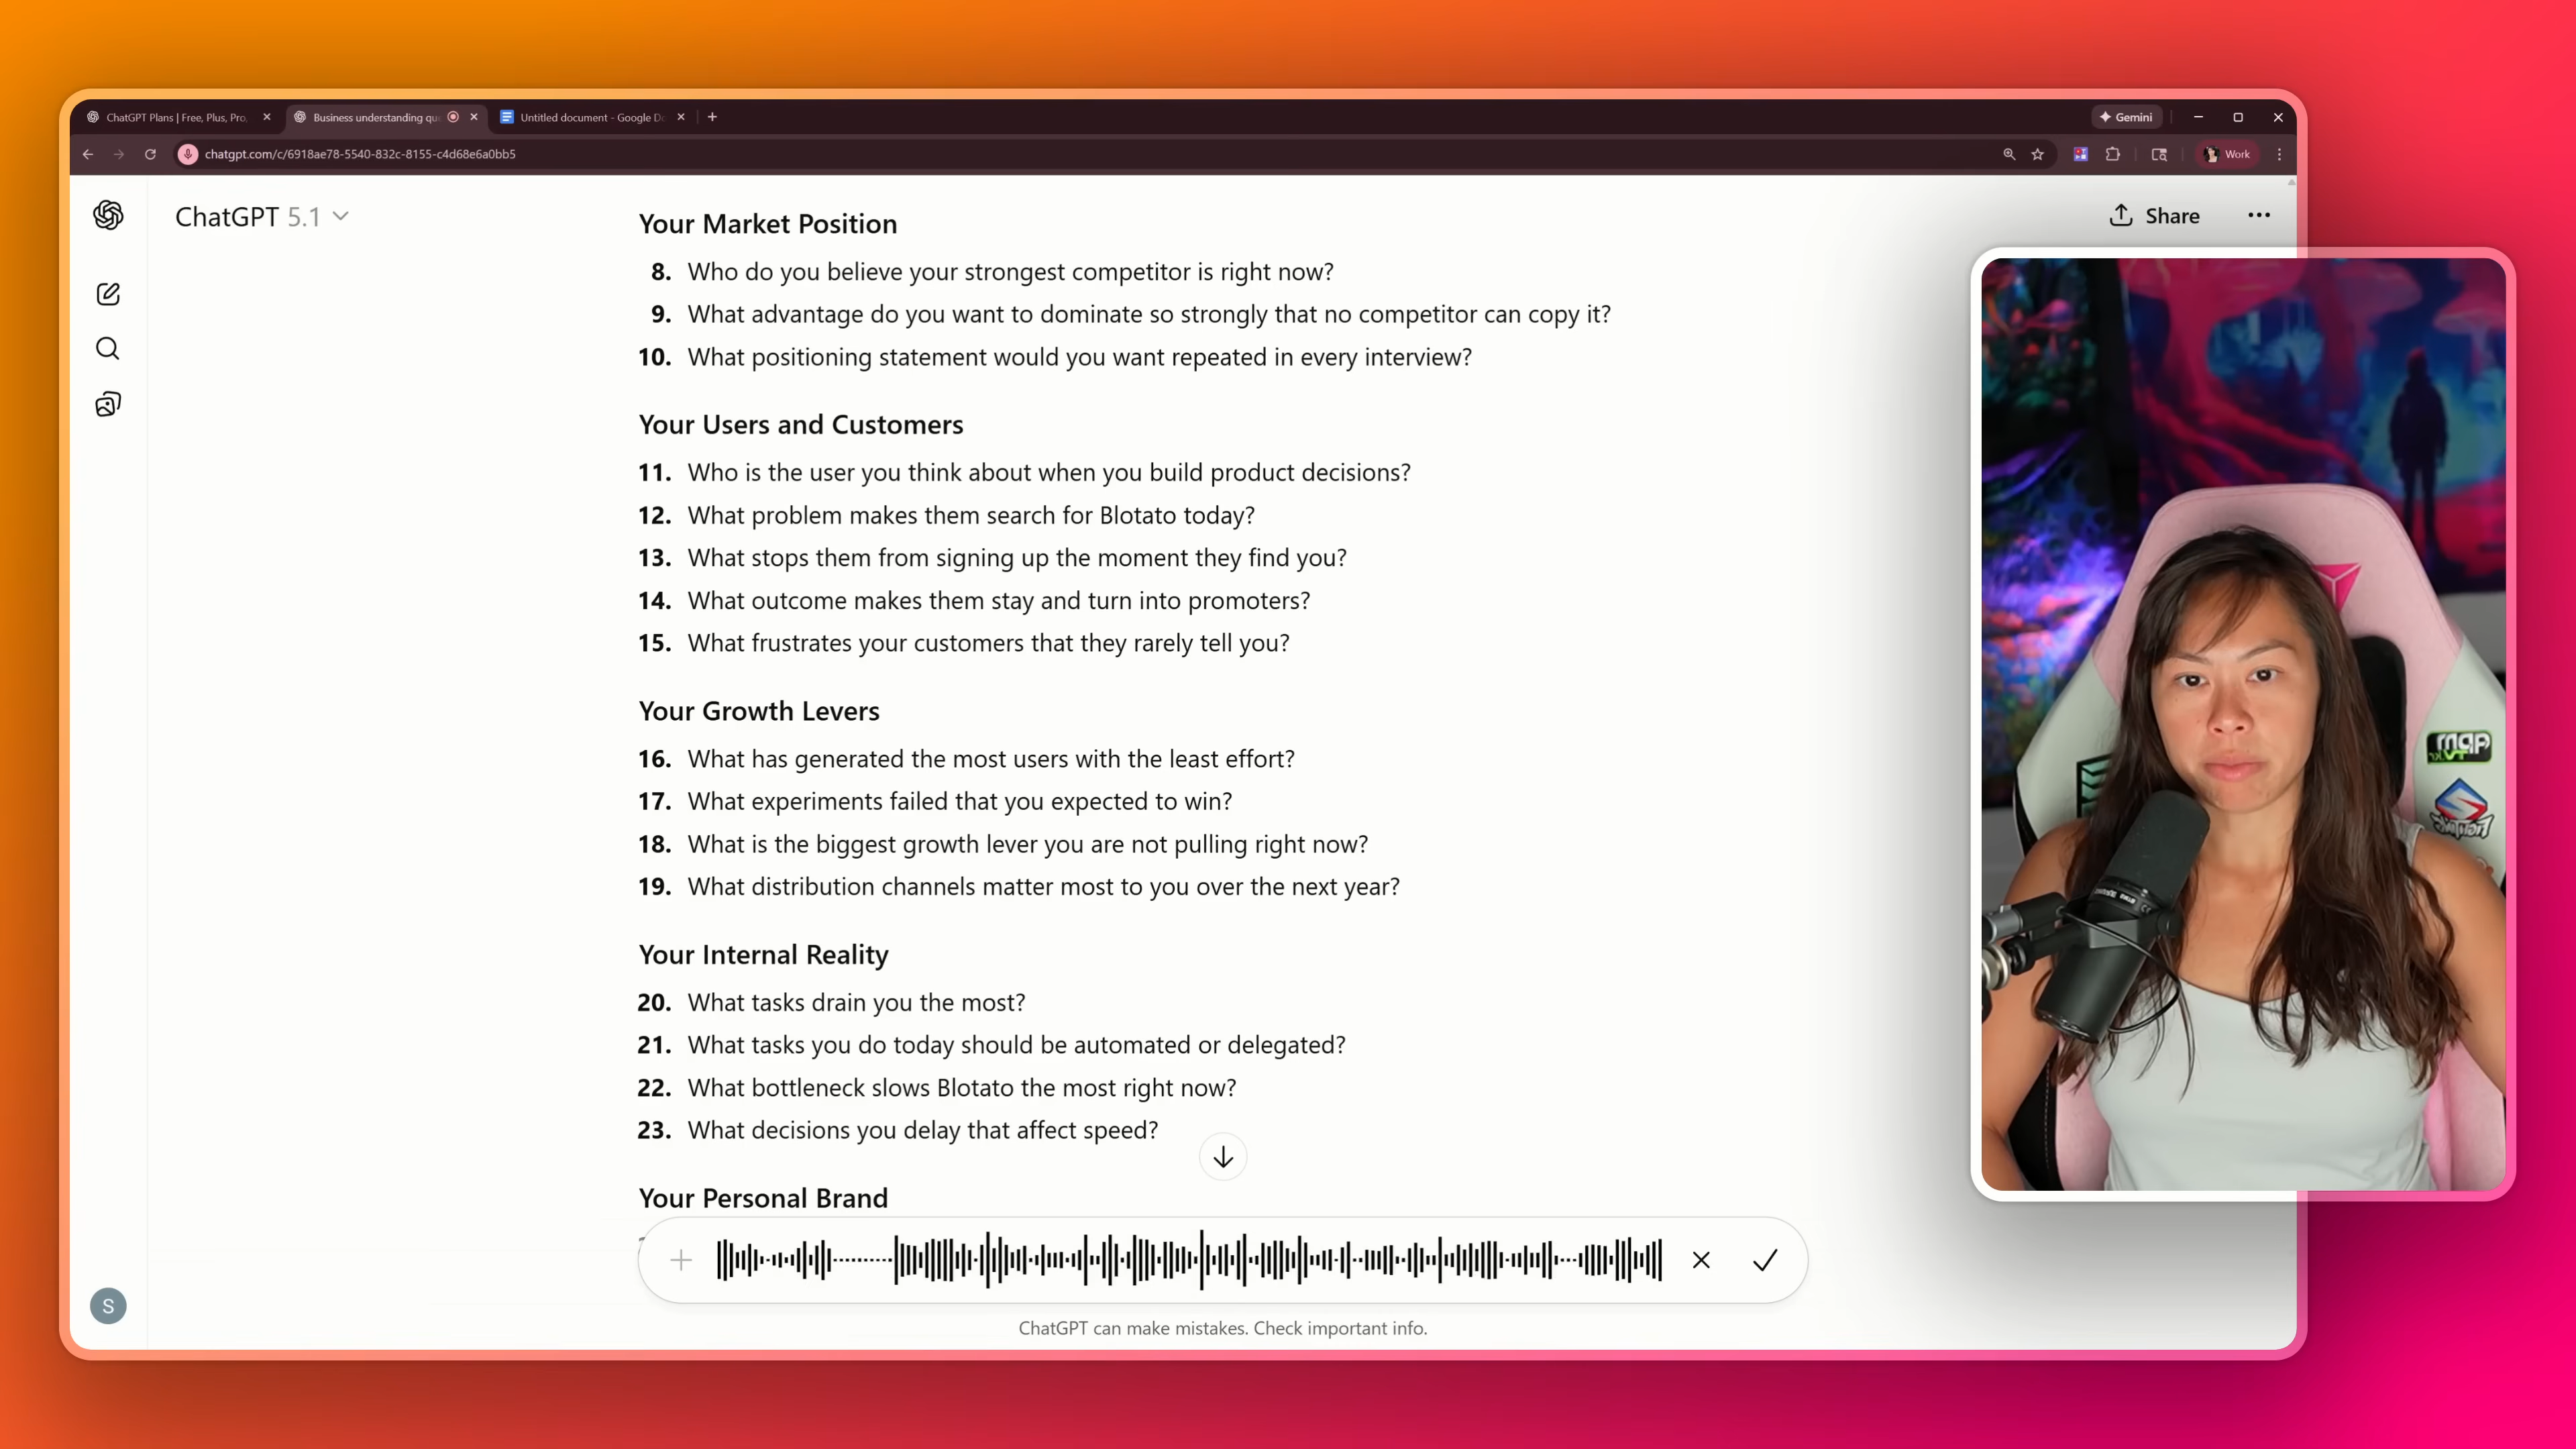 ChatGPT Plans | Free, Plus, Pro,
Business understanding qu
Untitled document - Google Do
Gemini
chatgpt.com/c/6918ae78-5540-832c-8155-c4d68e6a0bb5
Work
ChatGPT 5.1
Share
Your Market Position
8. Who do you believe your strongest competitor is right now?
9. What advantage do you want to dominate so strongly that no competitor can copy it?
10. What positioning statement would you want repeated in every interview?
Your Users and Customers
11. Who is the user you think about when you build product decisions?
12. What problem makes them search for Blotato today?
13. What stops them from signing up the moment they find you?
14. What outcome makes them stay and turn into promoters?
15. What frustrates your customers that they rarely tell you?
Your Growth Levers
16. What has generated the most users with the least effort?
17. What experiments failed that you expected to win?
18. What is the biggest growth lever you are not pulling right now?
19. What distribution channels matter most to you over the next year?
Your Internal Reality
20. What tasks drain you the most?
21. What tasks you do today should be automated or delegated?
22. What bottleneck slows Blotato the most right now?
23. What decisions you delay that affect speed?
Your Personal Brand
S
ChatGPT can make mistakes. Check important info.